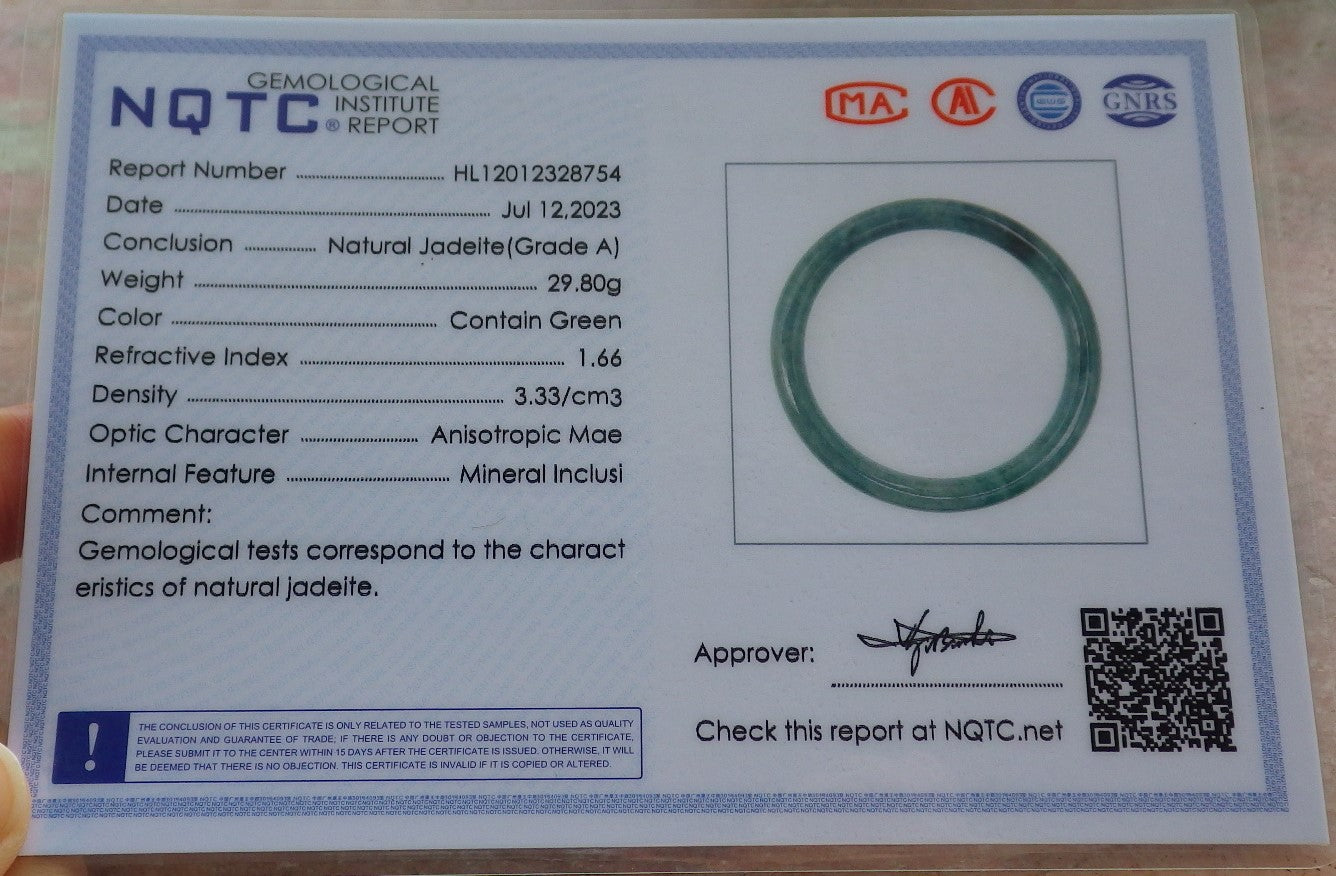 GEMOLOGICAL
NQTC® INSTITUTE
REPORT
Report Number ........................ HL12012328754
Date ........................ Jul 12,2023
Conclusion ........................ Natural Jadeite(Grade A)
Weight ........................ 29.80g
Color ........................ Contain Green
Refractive Index ........................ 1.66
Density ........................ 3.33/cm3
Optic Character ........................ Anisotropic Mae
Internal Feature ........................ Mineral Inclusi
Comment:
Gemological tests correspond to the charact
eristics of natural jadeite.
! THE CONCLUSION OF THIS CERTIFICATE IS ONLY RELATED TO THE TESTED SAMPLES, NOT USED AS QUALITY
EVALUATION AND GUARANTEE OF TRADE; IF THERE IS ANY DOUBT OR OBJECTION TO THE CERTIFICATE,
PLEASE SUBMIT IT TO THE CENTER WITHIN 15 DAYS AFTER THE CERTIFICATE IS ISSUED. OTHERWISE, IT WILL
BE DEEMED THAT THERE IS NO OBJECTION. THIS CERTIFICATE IS INVALID IF IT IS COPIED OR ALTERED.
MA
GNRS
Approver:
Check this report at NQTC.net